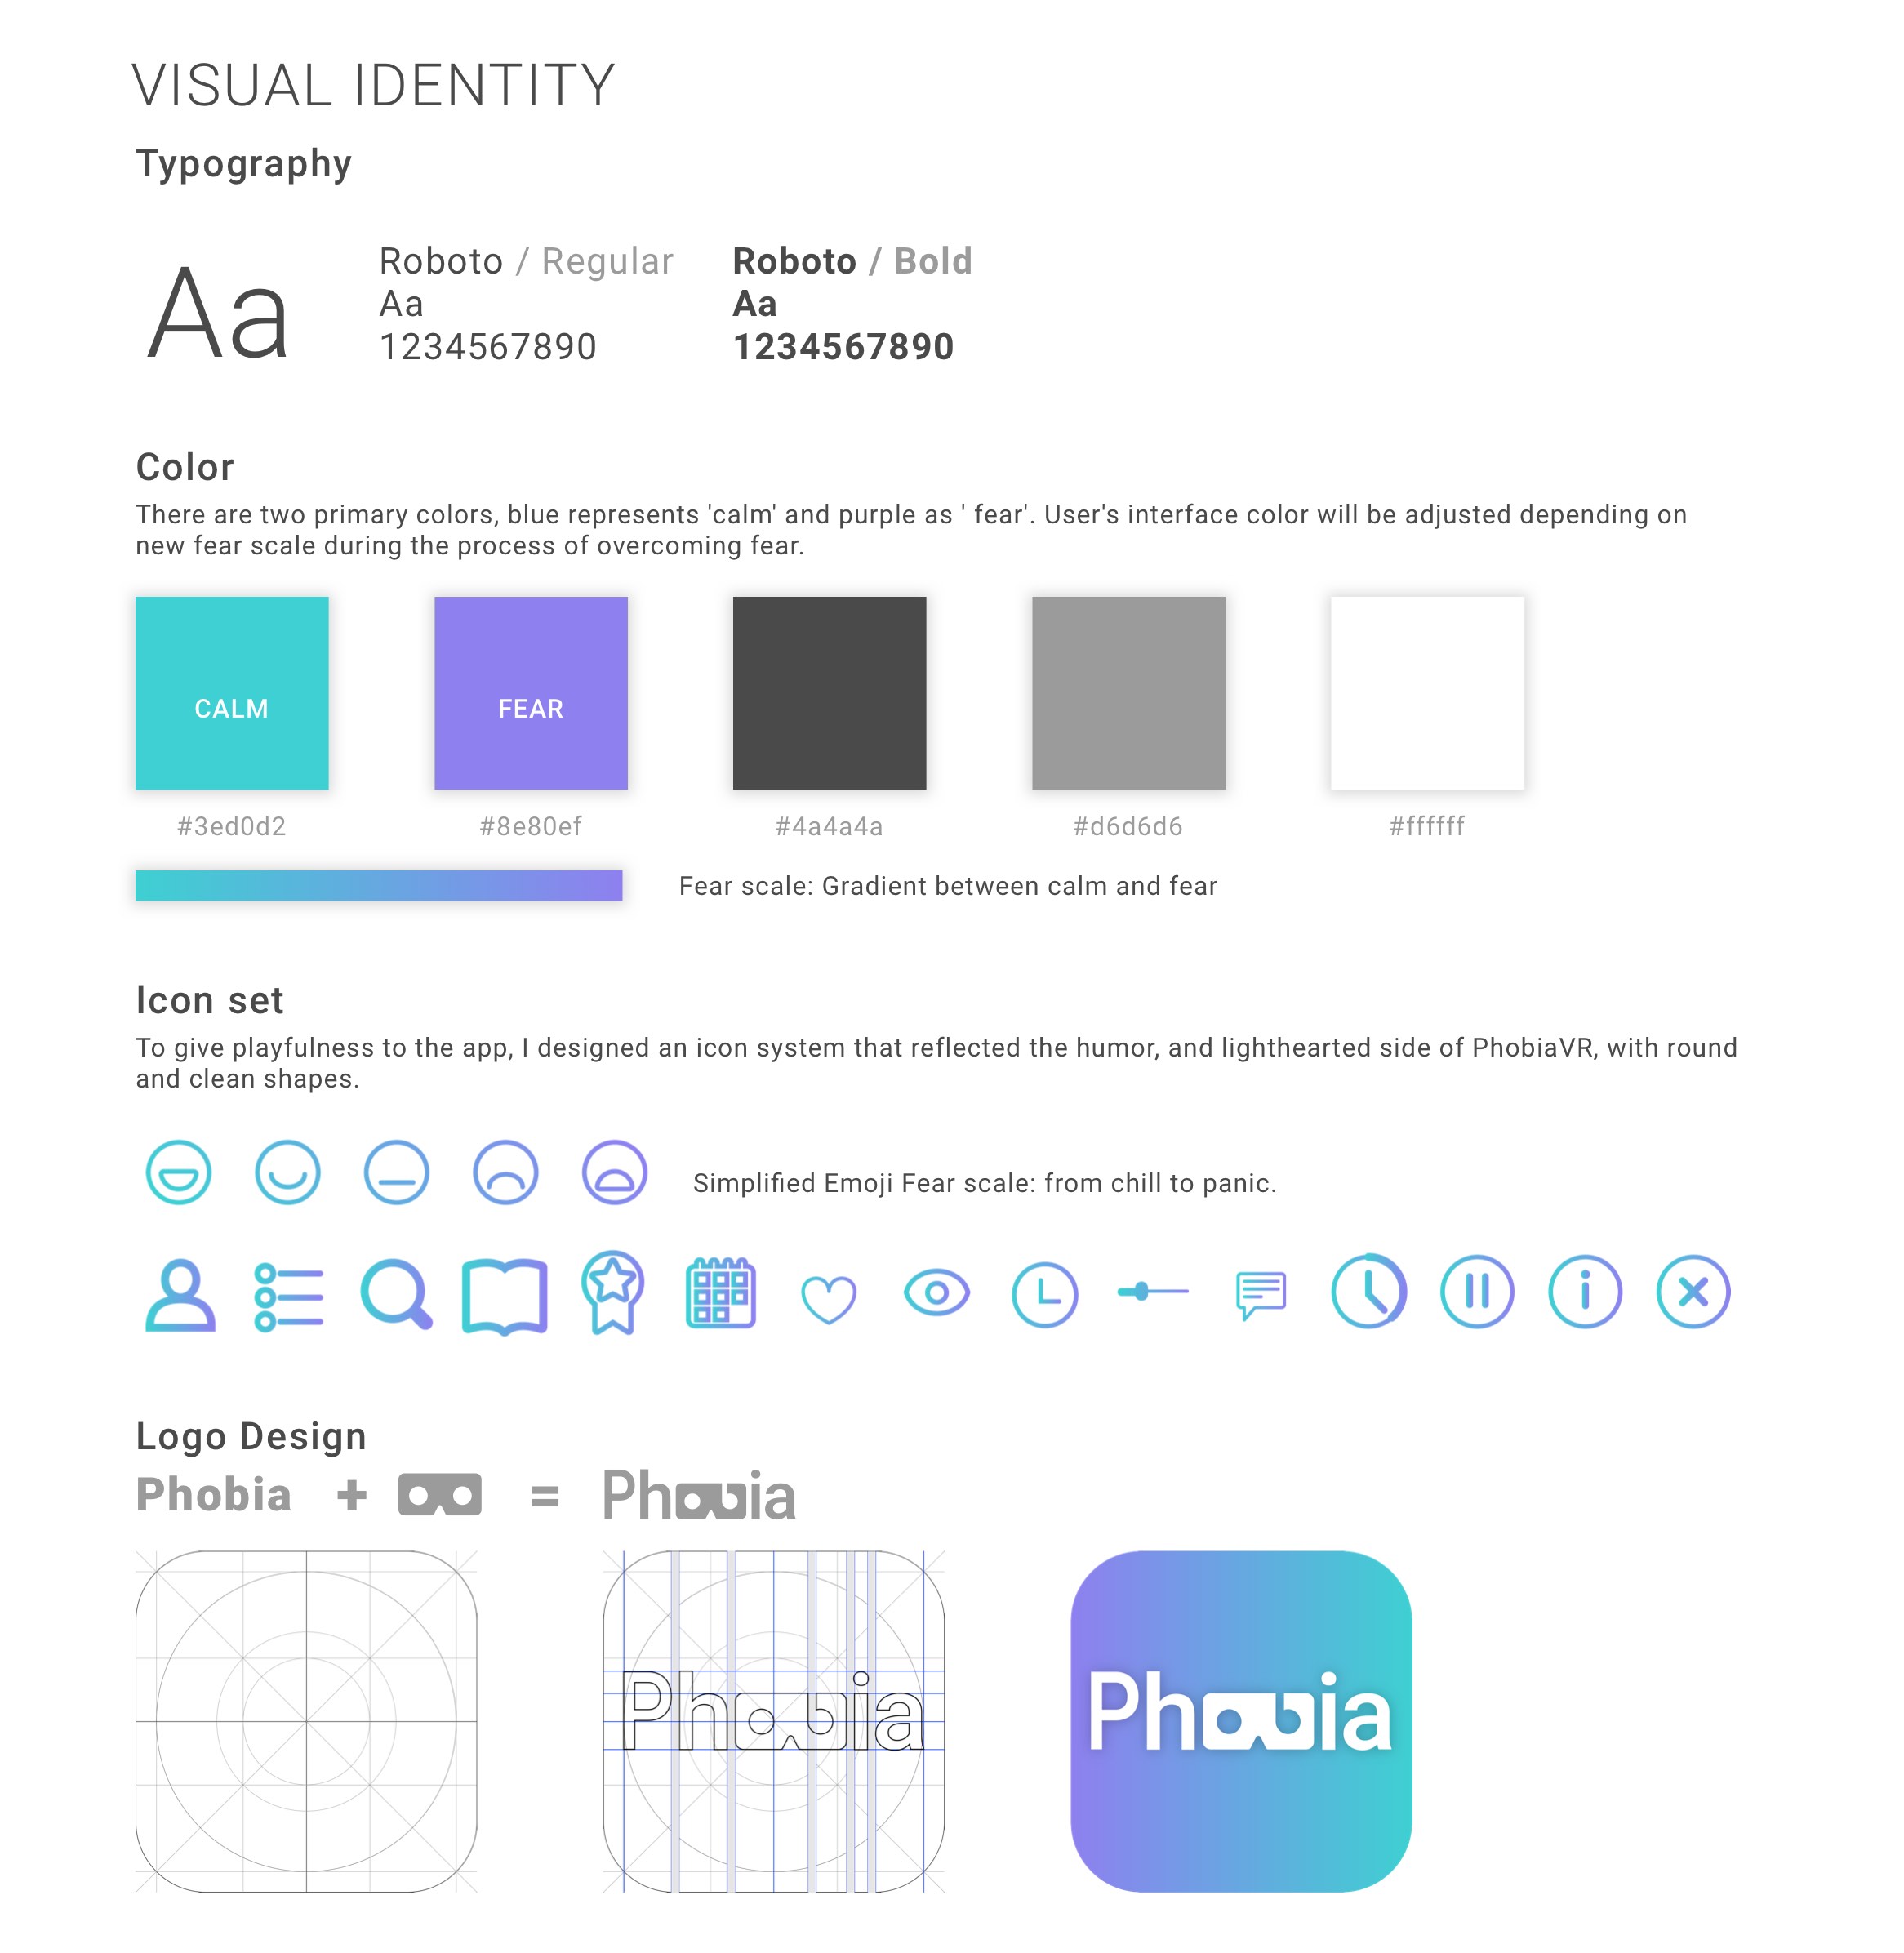 VISUAL IDENTITY
Typography
Aa
Roboto / Regular
Aa
1234567890
Roboto / Bold
Aa
1234567890
Color
There are two primary colors, blue represents 'calm' and purple as ' fear'. User's interface color will be adjusted depending on
new fear scale during the process of overcoming fear.
CALM
FEAR
#3ed0d2
#8e80ef
#4a4a4a
#d6d6d6
#ffffff
Fear scale: Gradient between calm and fear
Icon set
To give playfulness to the app, I designed an icon system that reflected the humor, and lighthearted side of PhobiaVR, with round
and clean shapes.
Simplified Emoji Fear scale: from chill to panic.
Logo Design
Phobia + = Phobia
Phobia
Phobia